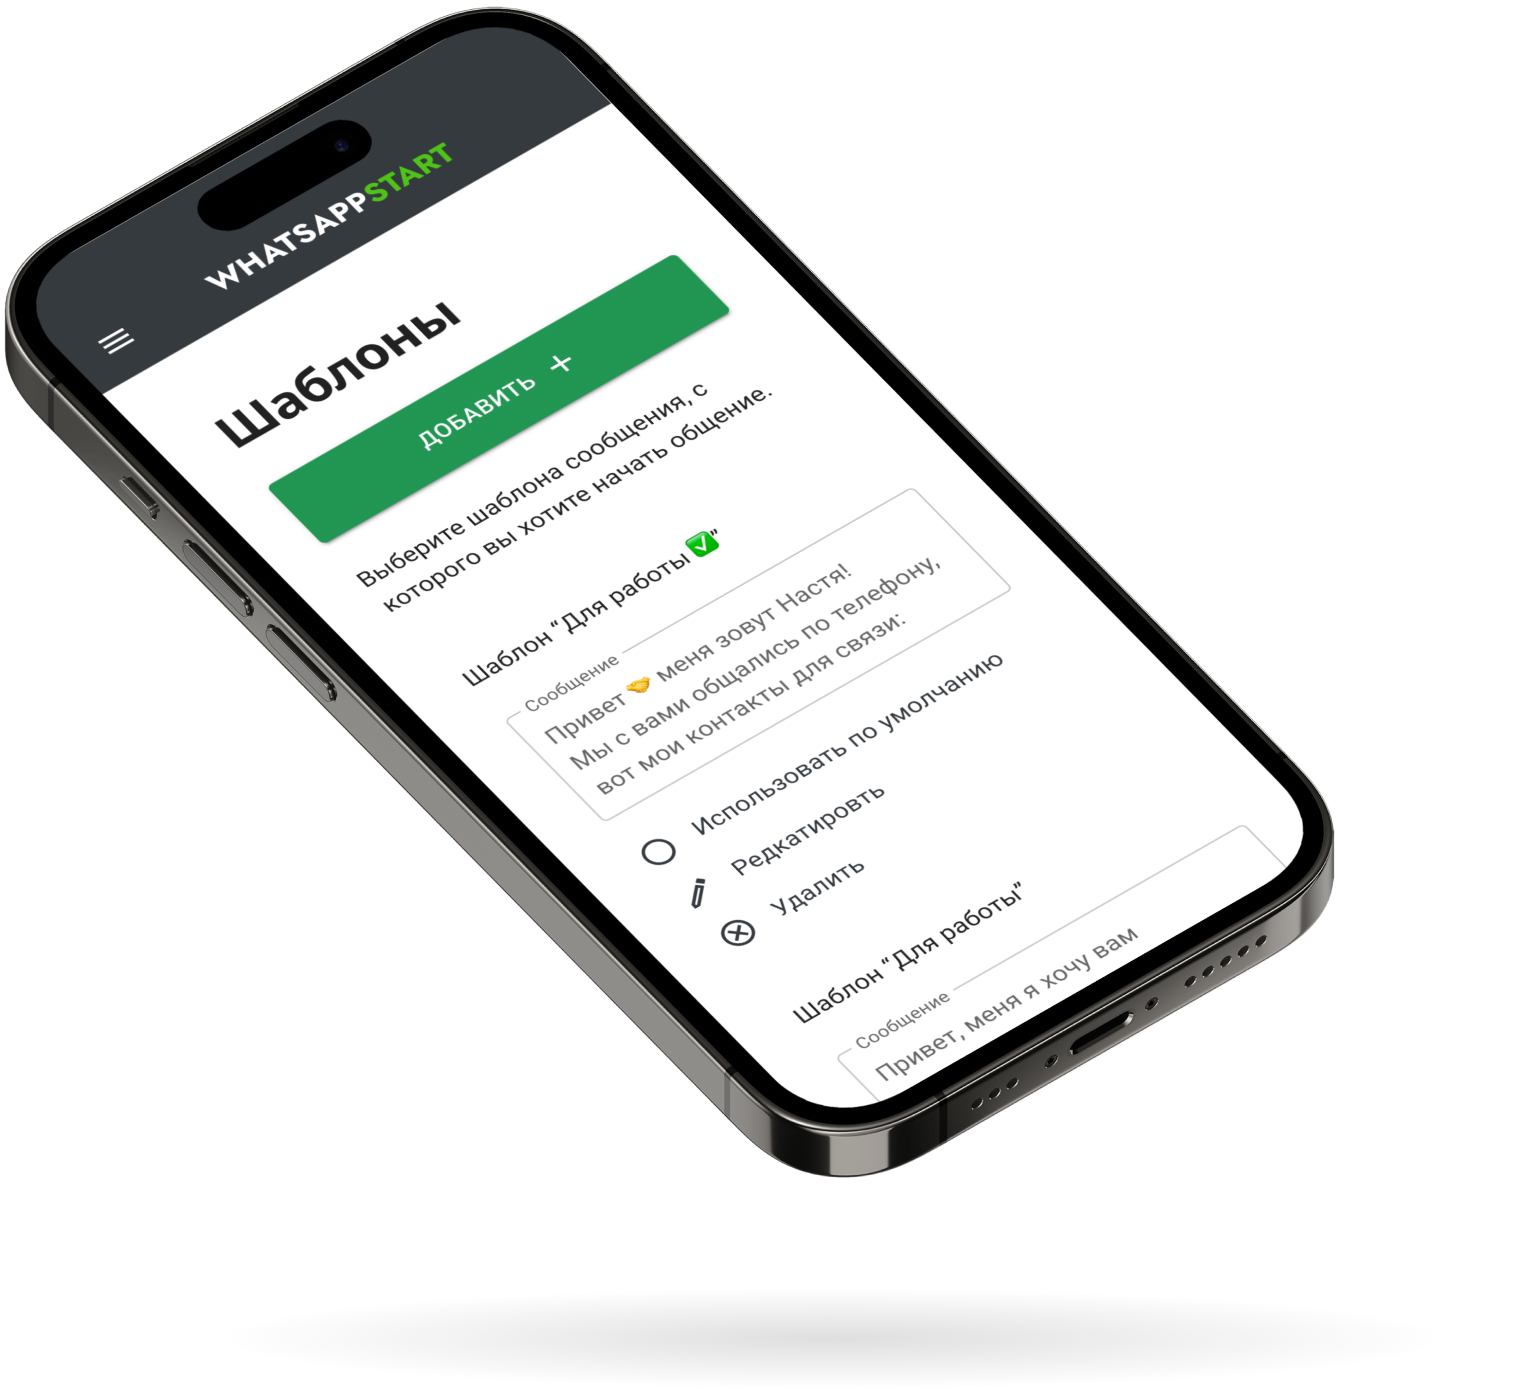 WHATSAPPSTART
Шаблоны
ДОБАВИТЬ +
Выберите шаблона сообщения, с
которого вы хотите начать общение.
Шаблон “Для работы ✅”
Сообщение
Привет 🤝 меня зовут Настя!
Мы с вами общались по телефону,
вот мои контакты для связи:
Использовать по умолчанию
Редкатировть
Удалить
Шаблон “Для работы”
Сообщение
Привет, меня я хочу вам